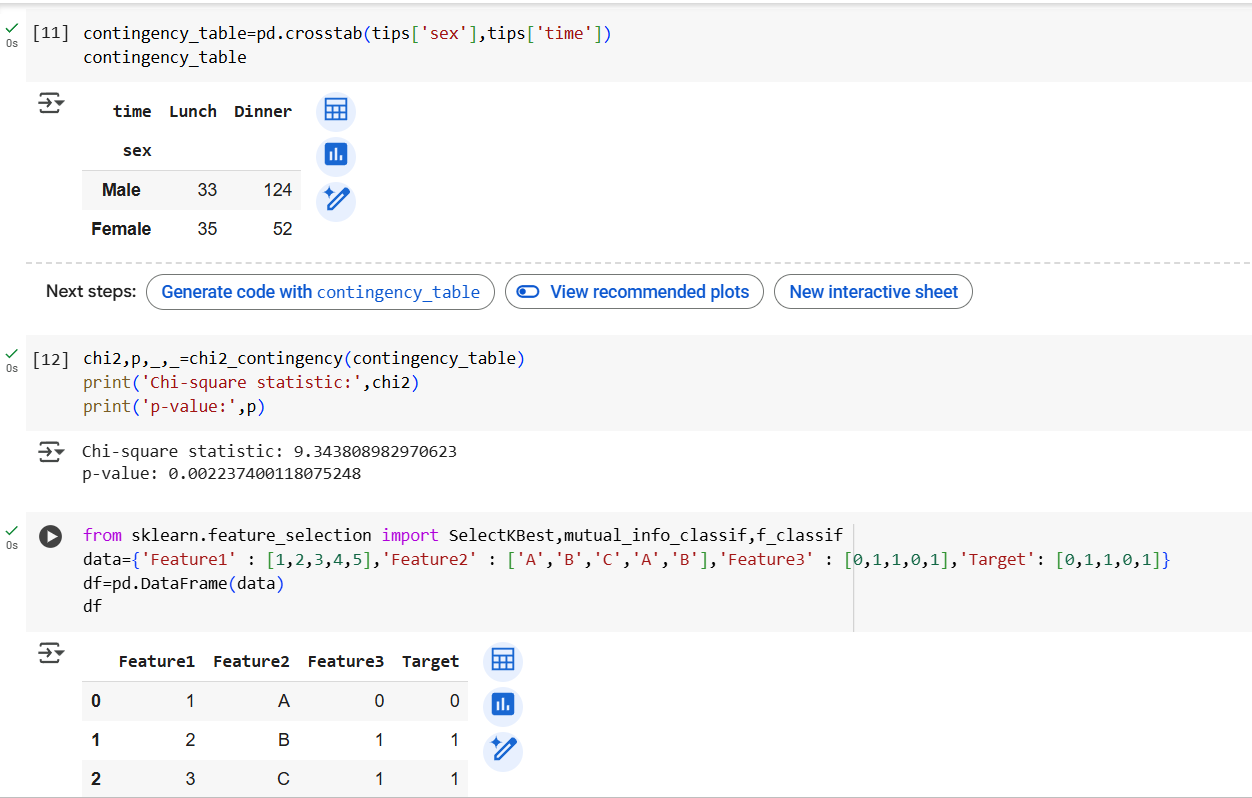 [11] contingency_table=pd.crosstab(tips['sex'],tips['time'])
contingency_table
0s
time Lunch Dinner
sex
Male 33 124
Female 35 52
Next steps: Generate code with contingency_table View recommended plots New interactive sheet
[12] chi2,p,_,_=chi2_contingency(contingency_table)
0s
print('Chi-square statistic:',chi2)
print('p-value:',p)
Chi-square statistic: 9.343808982970623
p-value: 0.002237400118075248
from sklearn.feature_selection import SelectKBest,mutual_info_classif,f_classif
0s
data={'Feature1' : [1,2,3,4,5],'Feature2' : ['A','B','C','A','B'],'Feature3' : [0,1,1,0,1],'Target': [0,1,1,0,1]}
df=pd.DataFrame(data)
df
Feature1 Feature2 Feature3 Target
0 1 A 0 0
1 2 B 1 1
2 3 C 1 1